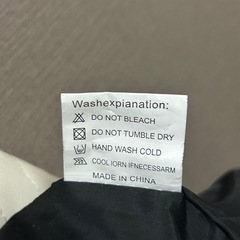 Washexpianation:
DO NOT BLEACH
DO NOT TUMBLE DRY
HAND WASH COLD
COOL IORN IFNECESSARM
MADE IN CHINA